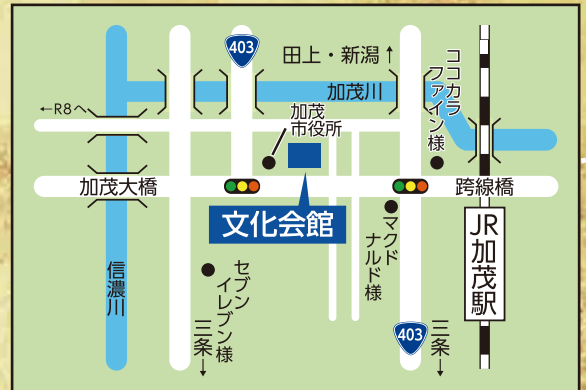 403
田上・新潟↑
ココカラ
ファイン様
加茂川
←R8へ
加茂
市役所
加茂大橋
跨線橋
文化会館
マクド
ナルド様
JR加茂駅
信濃川
セブン
イレブン様
三条→
403
三条→